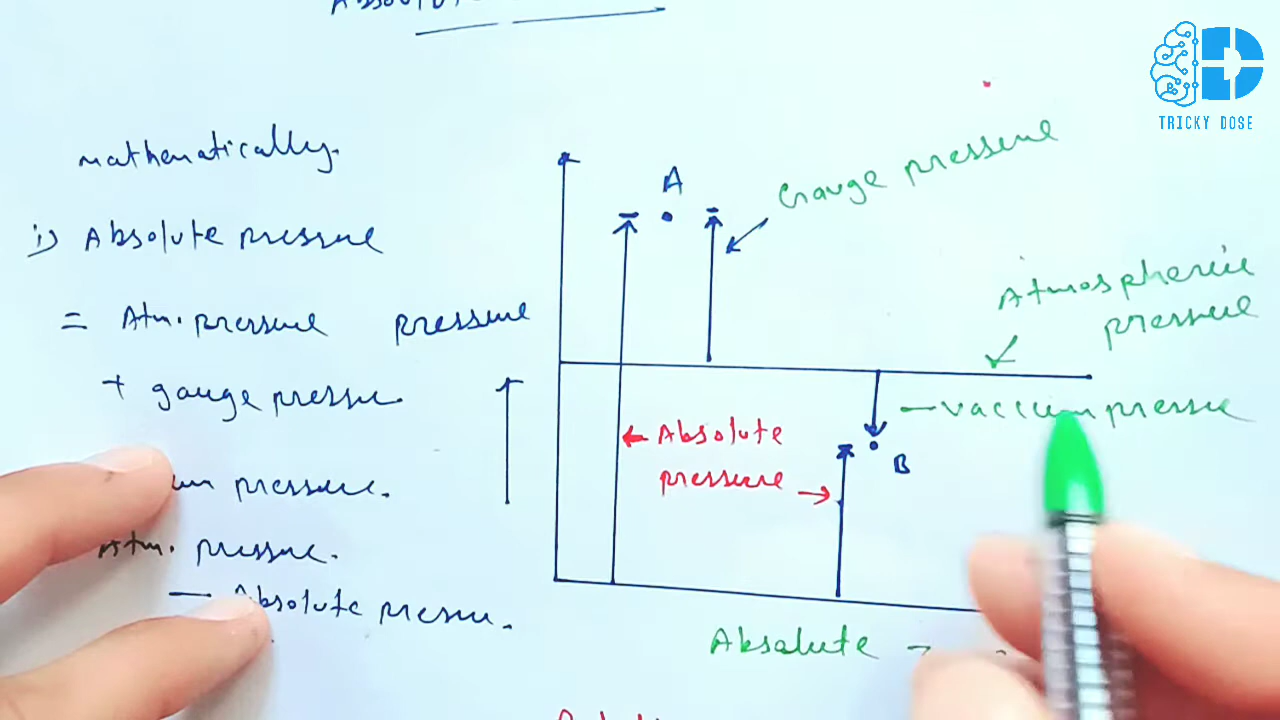 TRICKY DOSE
mathematically.
i) Absolute pressure
= Atm. pressure
+ gauge pressure.
pressure.
Atm. pressure.
— Absolute pressure.
pressure
A
Gauge pressure
Atmospheric
pressure
— vaccum pressure
B
Absolute
pressure
Absolute